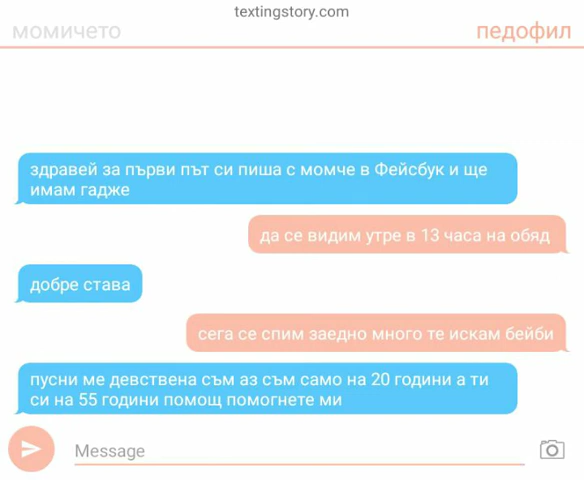 textingstory.com
момичето
педофил
здравей за първи път си пиша с момче в Фейсбук и ще
имам гадже
да се видим утре в 13 часа на обяд
добре става
сега се спим заедно много те искам бейби
пусни ме девствена съм аз съм само на 20 години а ти
си на 55 години помощ помогнете ми
Message